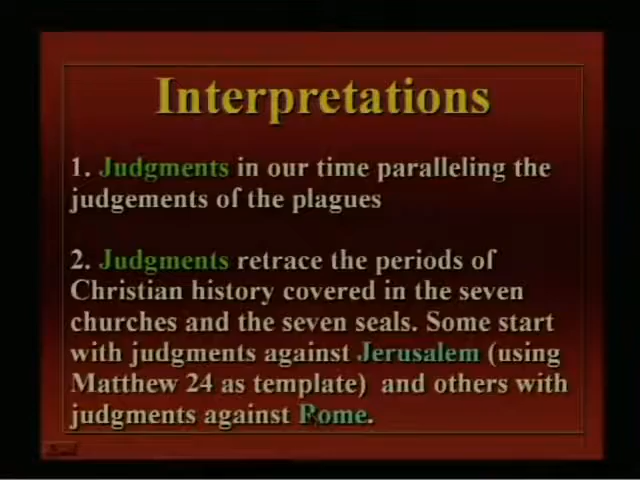 Interpretations
1. Judgments in our time paralleling the
judgements of the plagues
2. Judgments retrace the periods of
Christian history covered in the seven
churches and the seven seals. Some start
with judgments against Jerusalem (using
Matthew 24 as template) and others with
judgments against Rome.